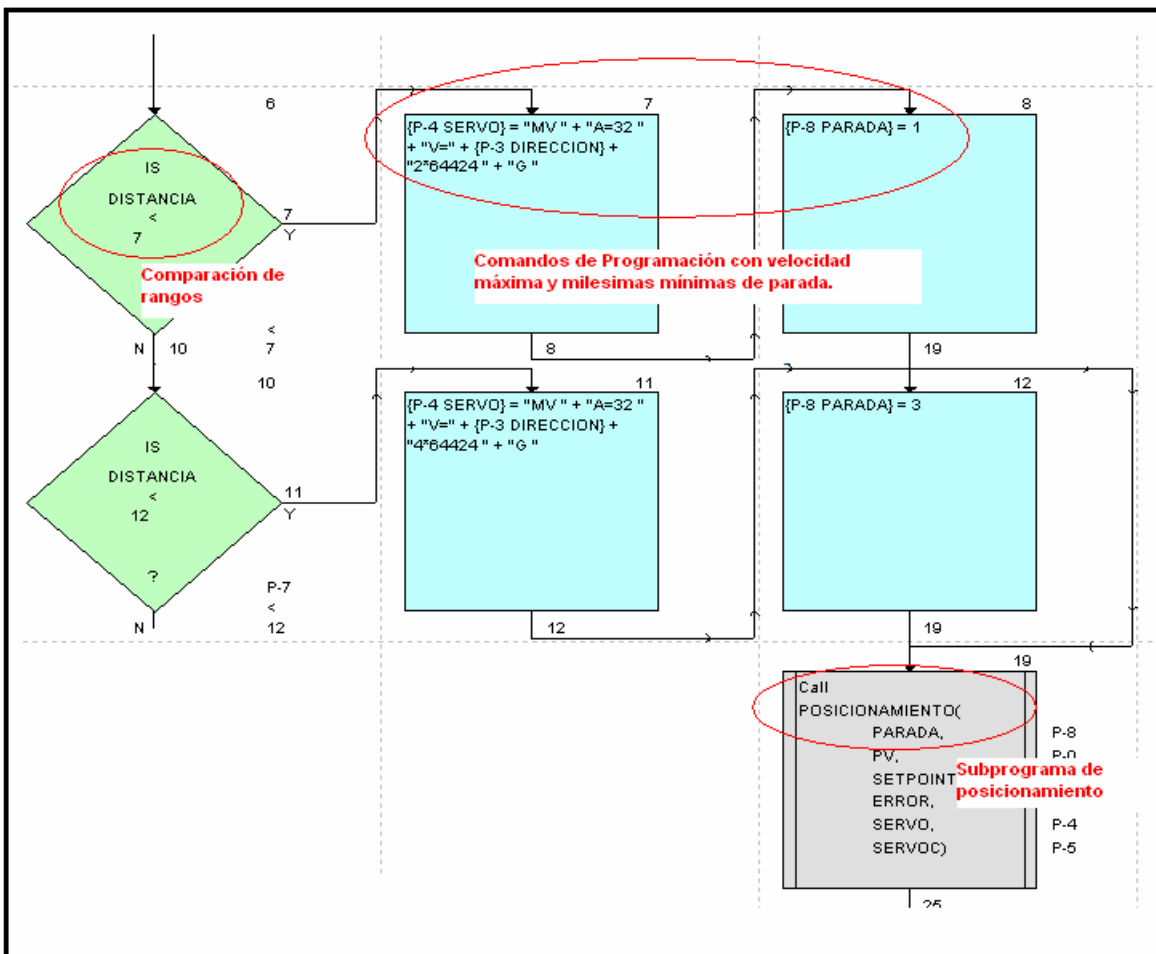 6
IS
DISTANCIA
<
7
7
Y
Comparación de
rangos
N
10
<
7
7
{P-4 SERVO} = "MV " + "A=32 "
+ "V=" + {P-3 DIRECCION} +
"2*64424 " + "G "
8
8
{P-8 PARADA} = 1
19
Comandos de Programación con velocidad
máxima y milesimas mínimas de parada.
10
IS
DISTANCIA
<
12
?
11
Y
N
P-7
<
12
11
{P-4 SERVO} = "MV " + "A=32 "
+ "V=" + {P-3 DIRECCION} +
"4*64424 " + "G "
12
12
{P-8 PARADA} = 3
19
19
Call
POSICIONAMIENTO(
PARADA, P-8
PV,
SETPOINT
ERROR,
SERVO, P-4
SERVOC) P-5
Subprograma de
posicionamiento